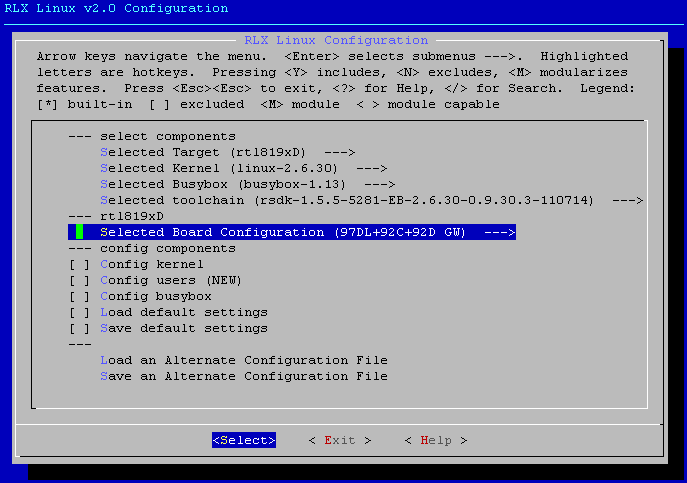 RLX Linux v2.0 Configuration
RLX Linux Configuration
Arrow keys navigate the menu.  <Enter> selects submenus --->.  Highlighted
letters are hotkeys.  Pressing <Y> includes, <N> excludes, <M> modularizes
features.  Press <Esc><Esc> to exit, <?> for Help, </> for Search.  Legend:
[*] built-in  [ ] excluded  <M> module  < > module capable
--- select components
Selected Target (rtl819xD)  --->
Selected Kernel (linux-2.6.30)  --->
Selected Busybox (busybox-1.13)  --->
Selected toolchain (rsdk-1.5.5-5281-EB-2.6.30-0.9.30.3-110714)  --->
--- rtl819xD
Selected Board Configuration (97DL+92C+92D GW)  --->
--- config components
[ ] Config kernel
[ ] Config users (NEW)
[ ] Config busybox
[ ] Load default settings
[ ] Save default settings
---
Load an Alternate Configuration File
Save an Alternate Configuration File
<Select>    < Exit >    < Help >